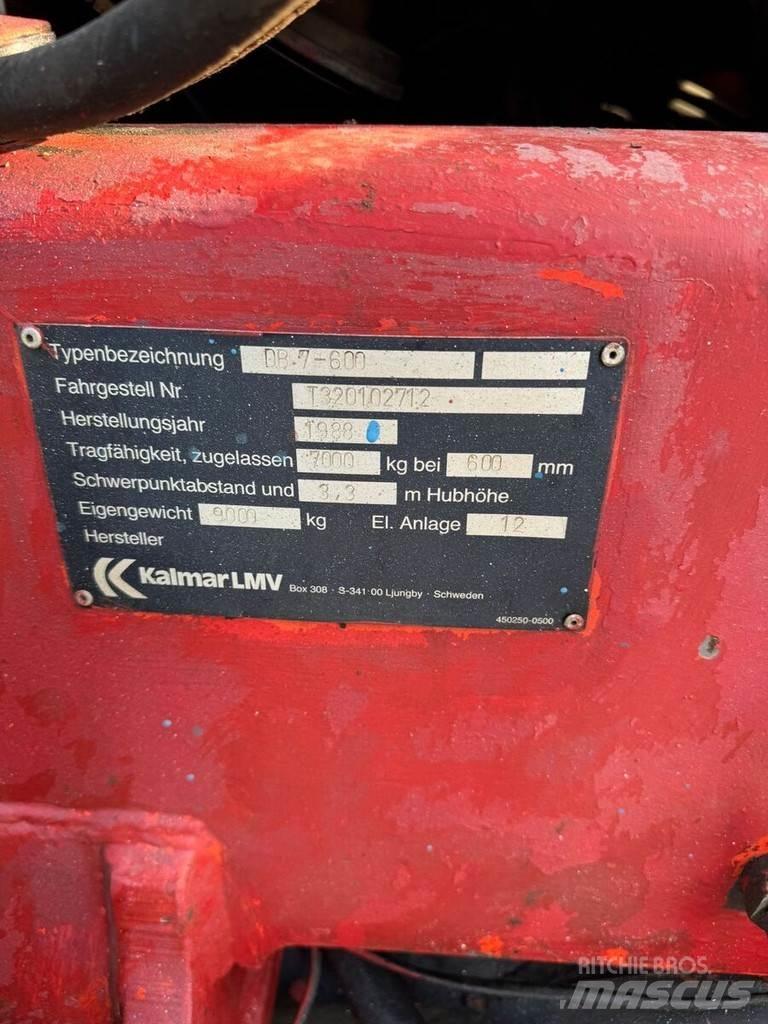 Typenbezeichnung DB.7-600
Fahrgestell Nr. T320102712
Herstellungsjahr 1988
Tragfähigkeit, zugelassen 7000 kg bei 600 mm
Schwerpunktabstand und 3,3 m Hubhöhe.
Eigengewicht 9000 kg El. Anlage 12
Hersteller
Kalmar LMV Box 308 · S-341 00 Ljungby · Schweden
450250-0500
RITCHIE BROS.
MASCUS